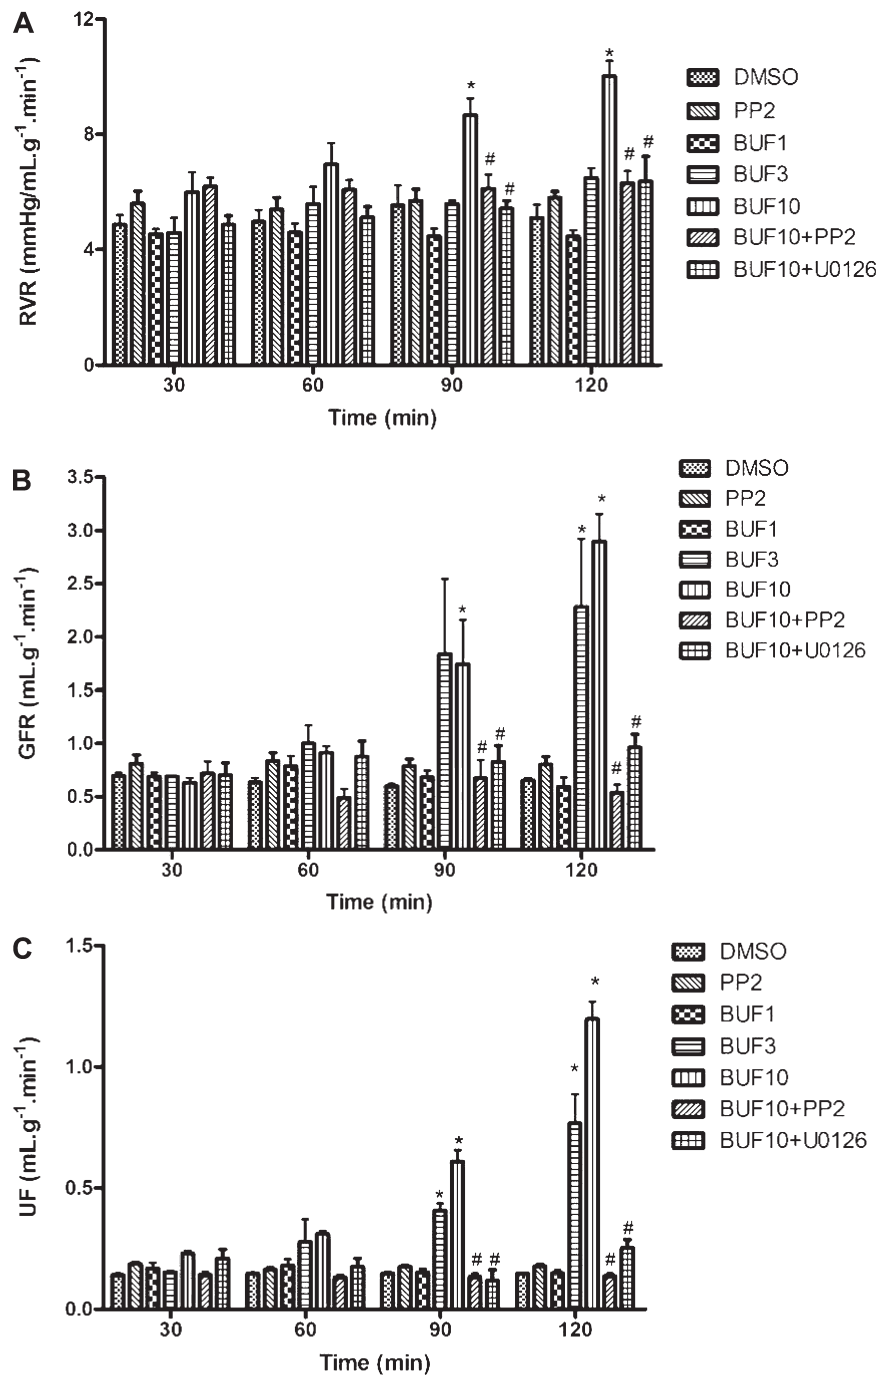 A
12
8
4
0
RVR (mmHg/mL.g⁻¹.min⁻¹)
*
#
#
*
#
#
30
60
90
120
Time (min)
DMSO
PP2
BUF1
BUF3
BUF10
BUF10+PP2
BUF10+U0126
B
3.5
3.0
2.5
2.0
1.5
1.0
0.5
0.0
GFR (mL.g⁻¹.min⁻¹)
*
#
#
*
*
#
#
30
60
90
120
Time (min)
DMSO
PP2
BUF1
BUF3
BUF10
BUF10+PP2
BUF10+U0126
C
1.5
1.0
0.5
0.0
UF (mL.g⁻¹.min⁻¹)
*
*
#
#
*
*
#
#
30
60
90
120
Time (min)
DMSO
PP2
BUF1
BUF3
BUF10
BUF10+PP2
BUF10+U0126